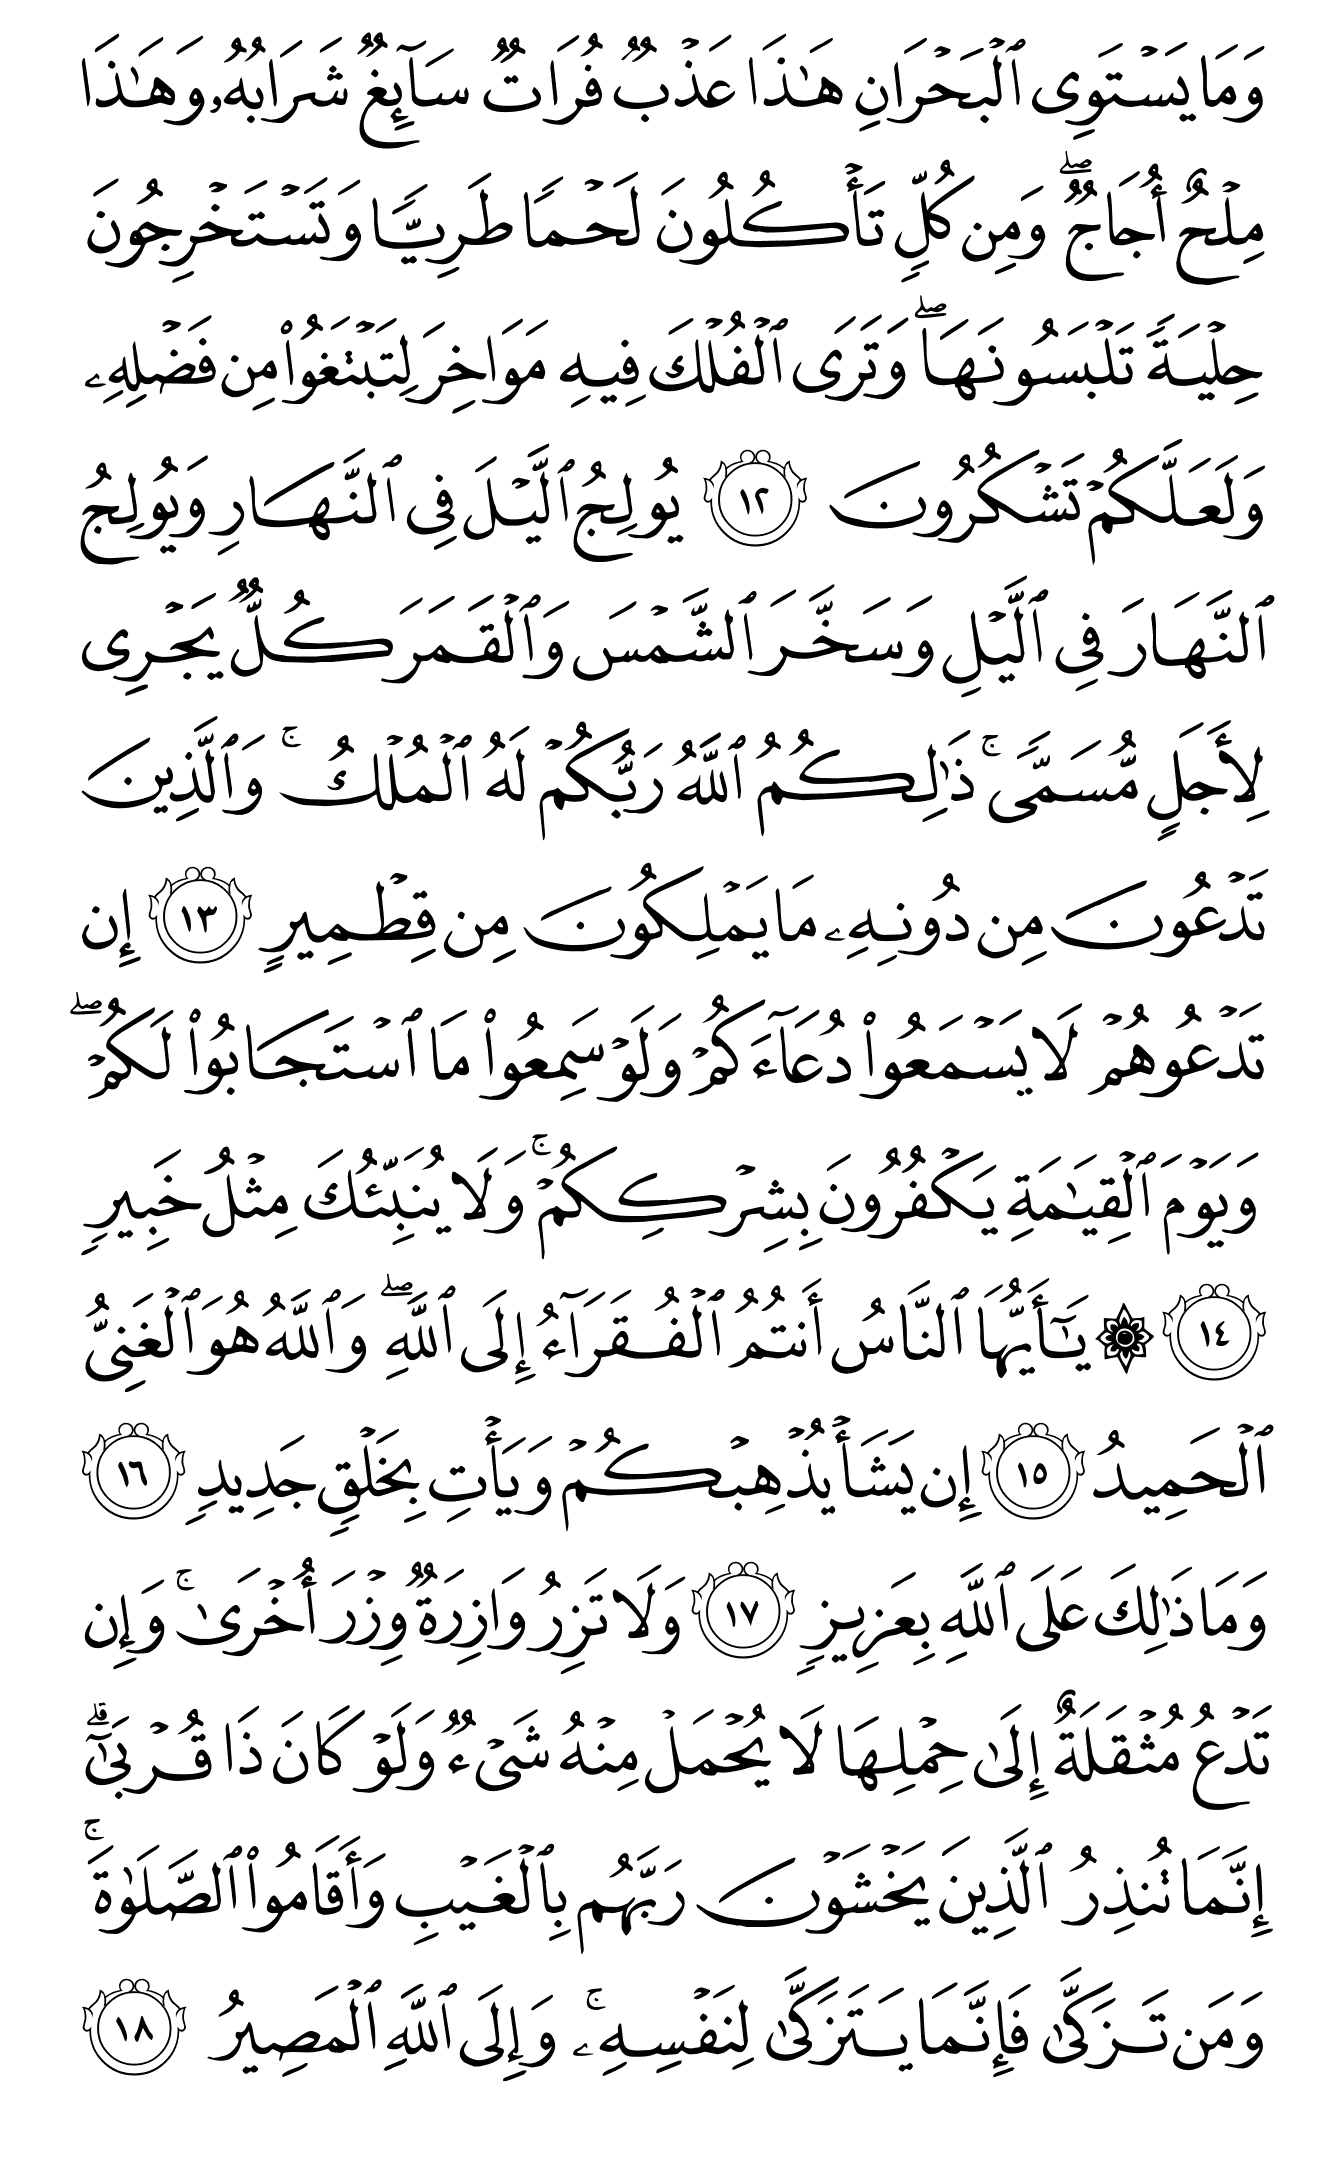 وَمَا يَسْتَوِى ٱلْبَحْرَانِ هَـٰذَا عَذْبٌ فُرَاتٌ سَآئِغٌ شَرَابُهُۥ وَهَـٰذَا
مِلْحٌ أُجَاجٌ ۖ وَمِن كُلٍّ تَأْكُلُونَ لَحْمًا طَرِيًّا وَتَسْتَخْرِجُونَ
حِلْيَةً تَلْبَسُونَهَا ۖ وَتَرَى ٱلْفُلْكَ فِيهِ مَوَاخِرَ لِتَبْتَغُوا۟ مِن فَضْلِهِۦ
وَلَعَلَّكُمْ تَشْكُرُونَ ١٢ يُولِجُ ٱلَّيْلَ فِى ٱلنَّهَارِ وَيُولِجُ
ٱلنَّهَارَ فِى ٱلَّيْلِ وَسَخَّرَ ٱلشَّمْسَ وَٱلْقَمَرَ كُلٌّ يَجْرِى
لِأَجَلٍ مُّسَمًّى ۚ ذَٰلِكُمُ ٱللَّهُ رَبُّكُمْ لَهُ ٱلْمُلْكُ ۚ وَٱلَّذِينَ
تَدْعُونَ مِن دُونِهِۦ مَا يَمْلِكُونَ مِن قِطْمِيرٍ ١٣ إِن
تَدْعُوهُمْ لَا يَسْمَعُوا۟ دُعَآءَكُمْ وَلَوْ سَمِعُوا۟ مَا ٱسْتَجَابُوا۟ لَكُمْ ۖ
وَيَوْمَ ٱلْقِيَـٰمَةِ يَكْفُرُونَ بِشِرْكِكُمْ ۚ وَلَا يُنَبِّئُكَ مِثْلُ خَبِيرٍ
١٤ ۞ يَـٰٓأَيُّهَا ٱلنَّاسُ أَنتُمُ ٱلْفُقَرَآءُ إِلَى ٱللَّهِ ۖ وَٱللَّهُ هُوَ ٱلْغَنِىُّ
ٱلْحَمِيدُ ١٥ إِن يَشَأْ يُذْهِبْكُمْ وَيَأْتِ بِخَلْقٍ جَدِيدٍ ١٦
وَمَا ذَٰلِكَ عَلَى ٱللَّهِ بِعَزِيزٍ ١٧ وَلَا تَزِرُ وَازِرَةٌ وِزْرَ أُخْرَىٰ ۚ وَإِن
تَدْعُ مُثْقَلَةٌ إِلَىٰ حِمْلِهَا لَا يُحْمَلْ مِنْهُ شَىْءٌ وَلَوْ كَانَ ذَا قُرْبَىٰٓ ۗ
إِنَّمَا تُنذِرُ ٱلَّذِينَ يَخْشَوْنَ رَبَّهُم بِٱلْغَيْبِ وَأَقَامُوا۟ ٱلصَّلَوٰةَ ۚ
وَمَن تَزَكَّىٰ فَإِنَّمَا يَتَزَكَّىٰ لِنَفْسِهِۦ ۚ وَإِلَى ٱللَّهِ ٱلْمَصِيرُ ١٨